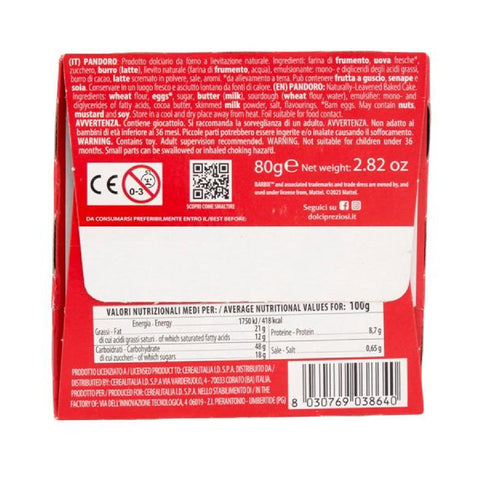 (IT) PANDORO: Prodotto dolciario da forno a lievitazione naturale. Ingredienti: farina di frumento, uova fresche*,
zucchero, burro (latte), lievito naturale (farina di frumento, acqua), emulsionante: mono- e digliceridi degli acidi grassi,
burro di cacao, latte scremato in polvere, sale, aromi. *da allevamento a terra. Può contenere frutta a guscio, senape e
soia. Conservare in un luogo fresco e asciutto lontano da fonti di calore. (EN) PANDORO: Naturally-Leavened Baked Cake.
Ingredients: wheat flour, eggs*, sugar, butter (milk), sourdough (wheat flour, water), emulsifier: mono- and
diglycerides of fatty acids, cocoa butter, skimmed milk powder, salt, flavourings. *Barn eggs. May contain nuts,
mustard and soy. Store in a cool and dry place away from heat. Foil suitable for food contact.
AVVERTENZA. Contiene giocattolo. Si raccomanda la sorveglianza di un adulto. AVVERTENZA. Non adatto ai
bambini di età inferiore ai 36 mesi. Piccole parti potrebbero essere ingerite e/o inalate causando il soffocamento.
WARNING. Contains toy. Adult supervision recommended. WARNING. Not suitable for children under 36
months. Small parts can be swallowed or inhaled choking hazard.
80g e Net weight: 2.82 oz
CE 0-3
SCOPRI COME SMALTIRE
BARBIE™ and associated trademarks and trade dress are owned by, and
used under license from, Mattel. ©2023 Mattel.
Seguici su
dolcipreziosi.it
DA CONSUMARSI PREFERIBILMENTE ENTRO IL/BEST BEFORE:
VALORI NUTRIZIONALI MEDI PER: / AVERAGE NUTRITIONAL VALUES FOR: 100g
Energia - Energy 1750 kJ / 418 kcal
Grassi - Fat 21 g
di cui acidi grassi saturi - of which saturated fatty acids 12 g
Carboidrati - Carbohydrate 48 g
di cui zuccheri - of which sugars 18 g
Proteine - Protein 8,7 g
Sale - Salt 0,65 g
PRODOTTO LICENZIATO A / LICENSED PRODUCT TO: CEREALITALIA I.D. S.P.A. DISTRIBUITO DA /
DISTRIBUTED BY: CEREALITALIA I.D. S.P.A VIA VARDERUOLO, 4 - 70033 CORATO (BA) ITALIA.
PRODOTTO PER / PRODUCED FOR: CEREALITALIA I.D. S.P.A. NELLO STABILIMENTO DI / IN THE
FACTORY OF: VIA DELL'INNOVAZIONE TECNOLOGICA, 4 06019 - Z.I. PIERANTONIO - UMBERTIDE (PG)
8 030769 038640